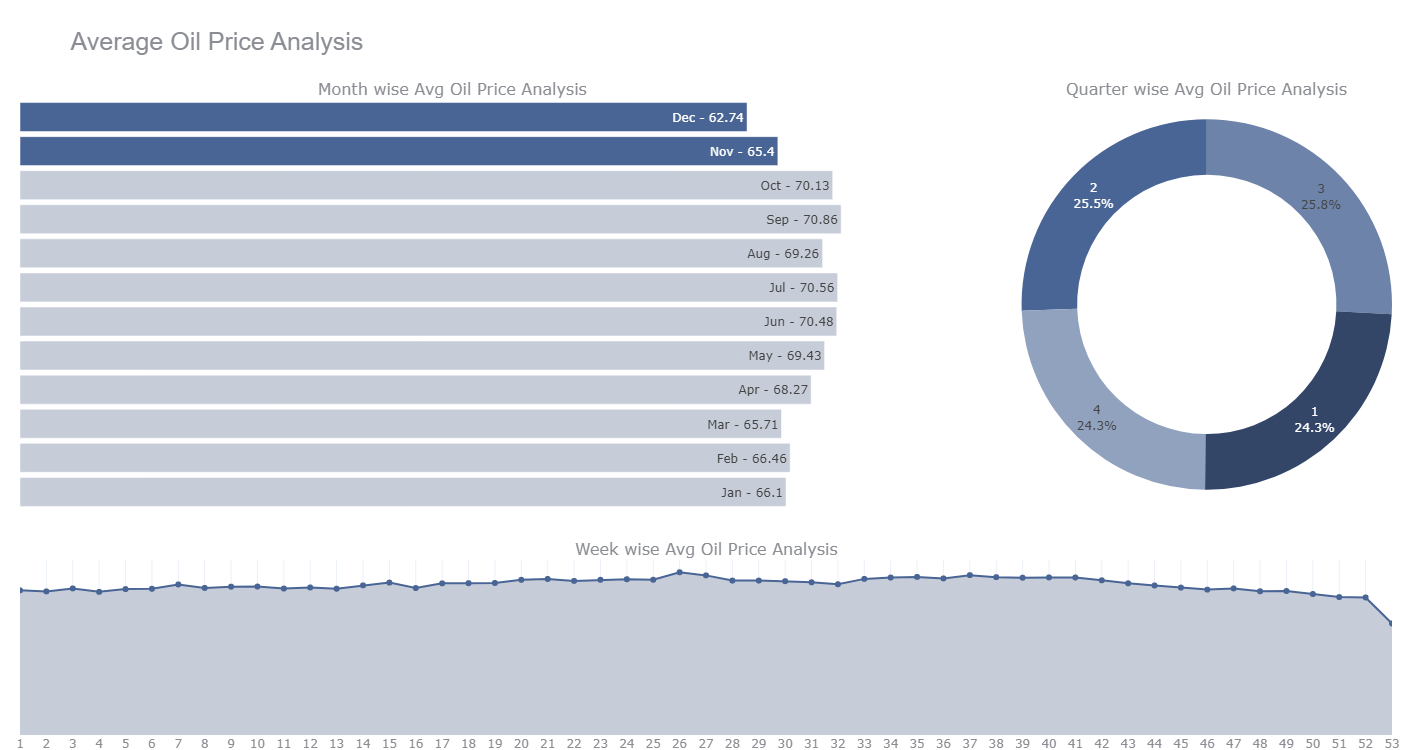 Average Oil Price Analysis
Month wise Avg Oil Price Analysis
Dec - 62.74
Nov - 65.4
Oct - 70.13
Sep - 70.86
Aug - 69.26
Jul - 70.56
Jun - 70.48
May - 69.43
Apr - 68.27
Mar - 65.71
Feb - 66.46
Jan - 66.1
Quarter wise Avg Oil Price Analysis
2
25.5%
3
25.8%
4
24.3%
1
24.3%
Week wise Avg Oil Price Analysis
1 2 3 4 5 6 7 8 9 10 11 12 13 14 15 16 17 18 19 20 21 22 23 24 25 26 27 28 29 30 31 32 33 34 35 36 37 38 39 40 41 42 43 44 45 46 47 48 49 50 51 52 53